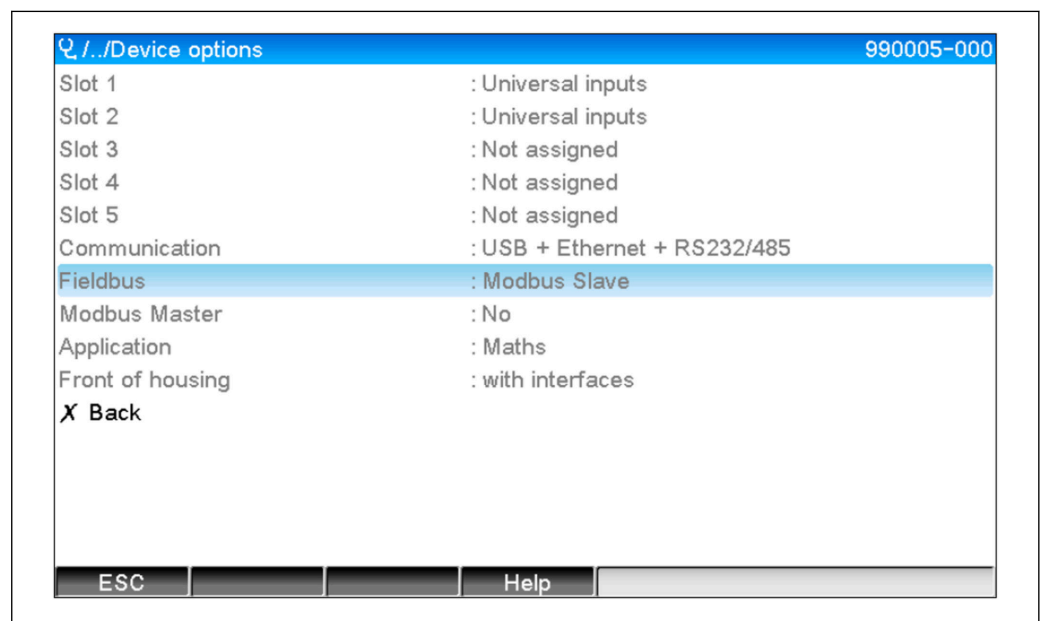 /../Device options 990005-000
Slot 1 : Universal inputs
Slot 2 : Universal inputs
Slot 3 : Not assigned
Slot 4 : Not assigned
Slot 5 : Not assigned
Communication : USB + Ethernet + RS232/485
Fieldbus : Modbus Slave
Modbus Master : No
Application : Maths
Front of housing : with interfaces
X Back
ESC Help